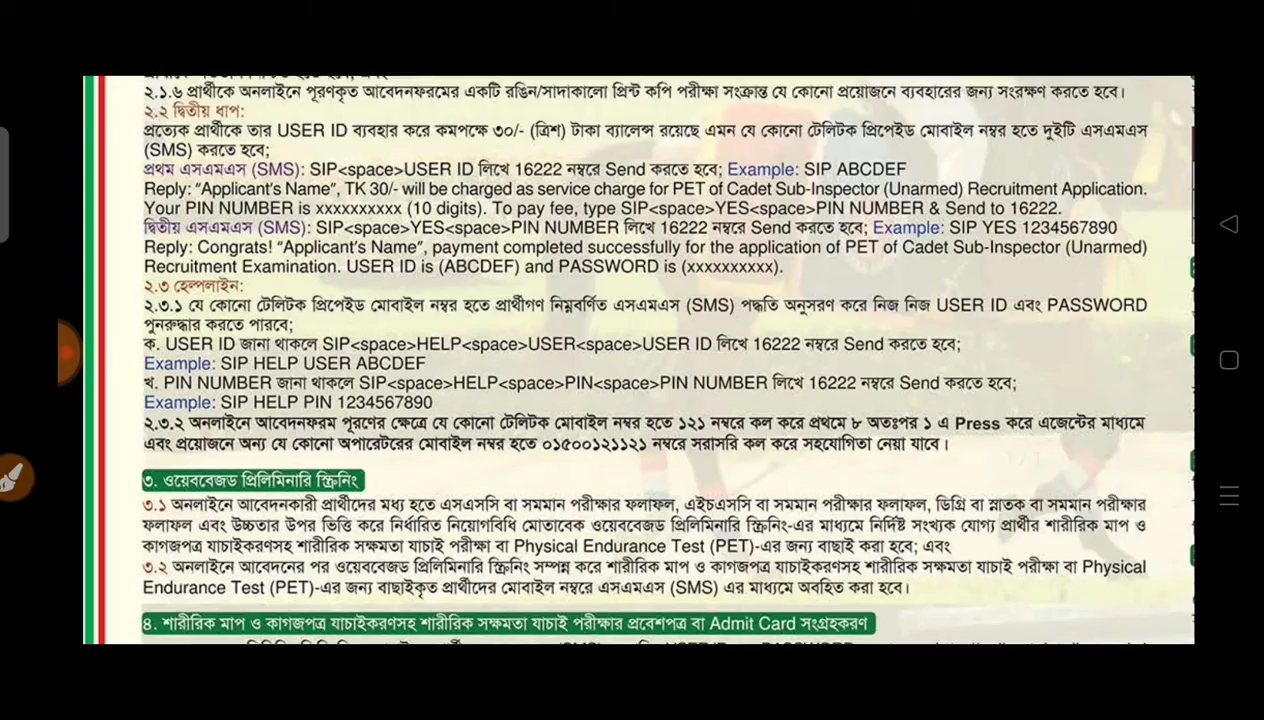 ২.১.৬ প্রার্থীকে অনলাইনে পূরণকৃত আবেদনফরমের একটি রঙিন/সাদাকালো প্রিন্ট কপি পরীক্ষা সংক্রান্ত যে কোনো প্রয়োজনে ব্যবহারের জন্য সংরক্ষণ করতে হবে।
২.২ দ্বিতীয় ধাপ:
প্রত্যেক প্রার্থীকে তার USER ID ব্যবহার করে কমপক্ষে ৩০/- (ত্রিশ) টাকা ব্যালেন্স রয়েছে এমন যে কোনো টেলিটক প্রিপেইড মোবাইল নম্বর হতে দুইটি এসএমএস
(SMS) করতে হবে;
প্রথম এসএমএস (SMS): SIP<space>USER ID লিখে 16222 নম্বরে Send করতে হবে; Example: SIP ABCDEF
Reply: “Applicant's Name”, TK 30/- will be charged as service charge for PET of Cadet Sub-Inspector (Unarmed) Recruitment Application.
Your PIN NUMBER is xxxxxxxxxx (10 digits). To pay fee, type SIP<space>YES<space>PIN NUMBER & Send to 16222.
দ্বিতীয় এসএমএস (SMS): SIP<space>YES<space>PIN NUMBER লিখে 16222 নম্বরে Send করতে হবে; Example: SIP YES 1234567890
Reply: Congrats! “Applicant's Name”, payment completed successfully for the application of PET of Cadet Sub-Inspector (Unarmed)
Recruitment Examination. USER ID is (ABCDEF) and PASSWORD is (xxxxxxxxxx).
২.৩ হেল্পলাইন:
২.৩.১ যে কোনো টেলিটক প্রিপেইড মোবাইল নম্বর হতে প্রার্থীগণ নিম্নবর্ণিত এসএমএস (SMS) পদ্ধতি অনুসরণ করে নিজ নিজ USER ID এবং PASSWORD
পুনরুদ্ধার করতে পারবে;
ক. USER ID জানা থাকলে SIP<space>HELP<space>USER<space>USER ID লিখে 16222 নম্বরে Send করতে হবে;
Example: SIP HELP USER ABCDEF
খ. PIN NUMBER জানা থাকলে SIP<space>HELP<space>PIN<space>PIN NUMBER লিখে 16222 নম্বরে Send করতে হবে;
Example: SIP HELP PIN 1234567890
২.৩.২ অনলাইনে আবেদনফরম পূরণের ক্ষেত্রে যে কোনো টেলিটক মোবাইল নম্বর হতে ১২১ নম্বরে কল করে প্রথমে ৮ অতঃপর ১ এ Press করে এজেন্টের মাধ্যমে
এবং প্রয়োজনে অন্য যে কোনো অপারেটরের মোবাইল নম্বর হতে ০১৫০০১২১১২১ নম্বরে সরাসরি কল করে সহযোগিতা নেয়া যাবে।
৩. ওয়েববেজড প্রিলিমিনারি স্ক্রিনিং
৩.১ অনলাইনে আবেদনকারী প্রার্থীদের মধ্য হতে এসএসসি বা সমমান পরীক্ষার ফলাফল, এইচএসসি বা সমমান পরীক্ষার ফলাফল, ডিগ্রি বা স্নাতক বা সমমান পরীক্ষার
ফলাফল এবং উচ্চতার উপর ভিত্তি করে নির্ধারিত নিয়োগবিধি মোতাবেক ওয়েববেজড প্রিলিমিনারি স্ক্রিনিং-এর মাধ্যমে নির্দিষ্ট সংখ্যক যোগ্য প্রার্থীর শারীরিক মাপ ও
কাগজপত্র যাচাইকরণসহ শারীরিক সক্ষমতা যাচাই পরীক্ষা বা Physical Endurance Test (PET)-এর জন্য বাছাই করা হবে; এবং
৩.২ অনলাইনে আবেদনের পর ওয়েববেজড প্রিলিমিনারি স্ক্রিনিং সম্পন্ন করে শারীরিক মাপ ও কাগজপত্র যাচাইকরণসহ শারীরিক সক্ষমতা যাচাই পরীক্ষা বা Physical
Endurance Test (PET)-এর জন্য বাছাইকৃত প্রার্থীদের মোবাইল নম্বরে এসএমএস (SMS) এর মাধ্যমে অবহিত করা হবে।
৪. শারীরিক মাপ ও কাগজপত্র যাচাইকরণসহ শারীরিক সক্ষমতা যাচাই পরীক্ষার প্রবেশপত্র বা Admit Card সংগ্রহকরণ